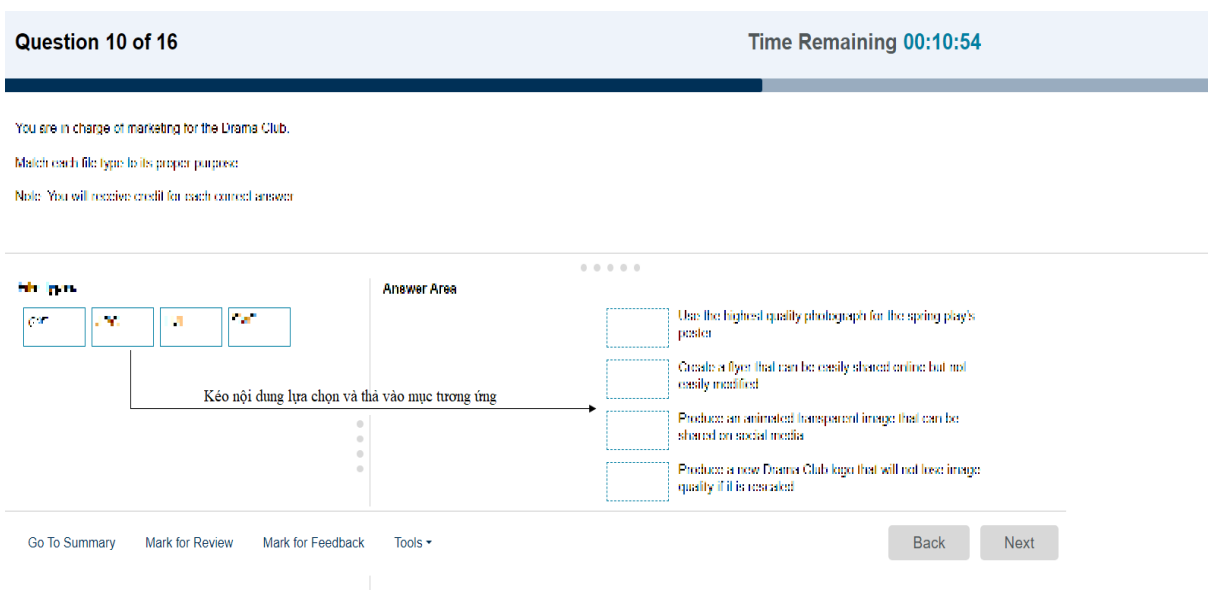 Question 10 of 16
Time Remaining 00:10:54
You are in charge of marketing for the Drama Club.
Match each file type to its proper purpose
Note: You will receive credit for each correct answer
Answer Area
Use the highest quality photograph for the spring play's
poster
Create a flyer that can be easily shared online but not
easily modified
Kéo nội dung lựa chọn và thả vào mục tương ứng
Produce an animated transparent image that can be
shared on social media
Produce a new Drama Club logo that will not lose image
quality if it is rescaled
Go To Summary
Mark for Review
Mark for Feedback
Tools
Back
Next